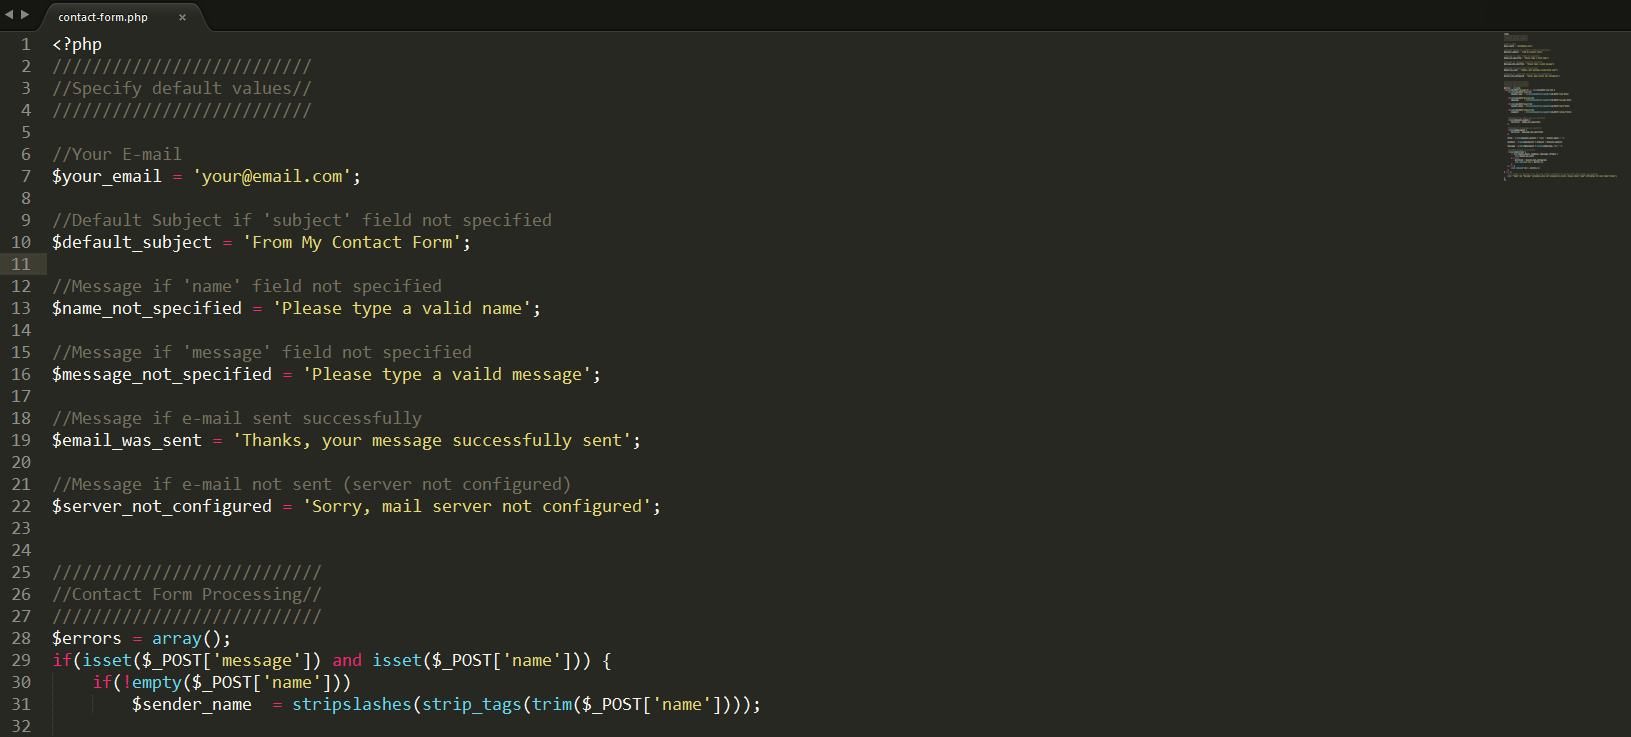 contact-form.php ×
1 <?php
2 //////////////////////////
3 //Specify default values//
4 //////////////////////////
5
6 //Your E-mail
7 $your_email = 'your@email.com';
8
9 //Default Subject if 'subject' field not specified
10 $default_subject = 'From My Contact Form';
11
12 //Message if 'name' field not specified
13 $name_not_specified = 'Please type a valid name';
14
15 //Message if 'message' field not specified
16 $message_not_specified = 'Please type a vaild message';
17
18 //Message if e-mail sent successfully
19 $email_was_sent = 'Thanks, your message successfully sent';
20
21 //Message if e-mail not sent (server not configured)
22 $server_not_configured = 'Sorry, mail server not configured';
23
24
25 ///////////////////////////
26 //Contact Form Processing//
27 ///////////////////////////
28 $errors = array();
29 if(isset($_POST['message']) and isset($_POST['name'])) {
30     if(!empty($_POST['name']))
31         $sender_name  = stripslashes(strip_tags(trim($_POST['name'])));
32